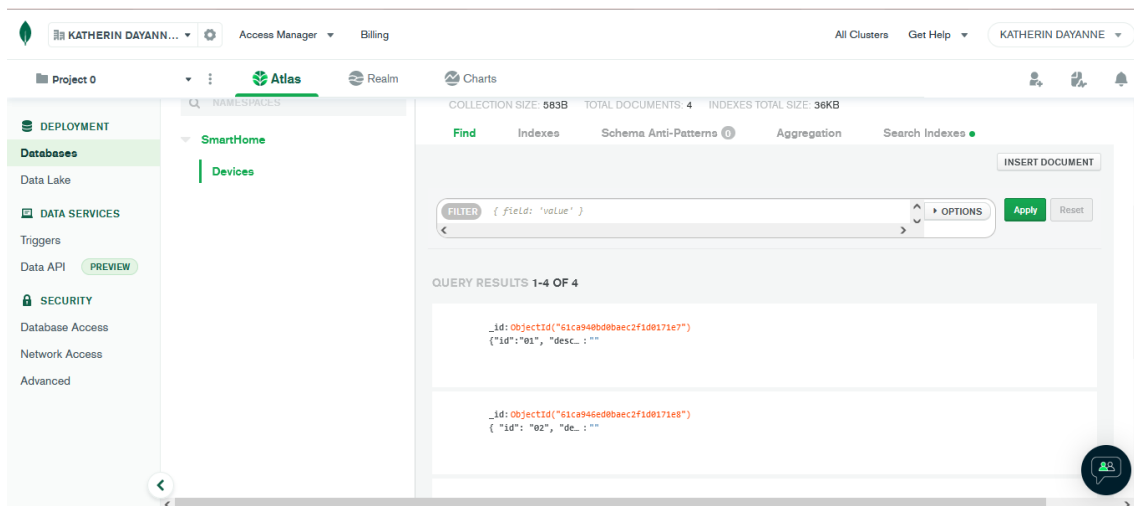 KATHERIN DAYANN... Access Manager Billing All Clusters Get Help KATHERIN DAYANNE
Project 0 Atlas Realm Charts
DEPLOYMENT
Databases
Data Lake
DATA SERVICES
Triggers
Data API PREVIEW
SECURITY
Database Access
Network Access
Advanced
NAMESPACES
SmartHome
Devices
COLLECTION SIZE: 583B TOTAL DOCUMENTS: 4 INDEXES TOTAL SIZE: 36KB
Find Indexes Schema Anti-Patterns 0 Aggregation Search Indexes
INSERT DOCUMENT
FILTER { field: 'value' } OPTIONS Apply Reset
QUERY RESULTS 1-4 OF 4
_id: ObjectId("61ca940bd0baec2f1d0171e7")
{"id":"01", "desc… : ""
_id: ObjectId("61ca946ed0baec2f1d0171e8")
{ "id": "02", "de… : ""